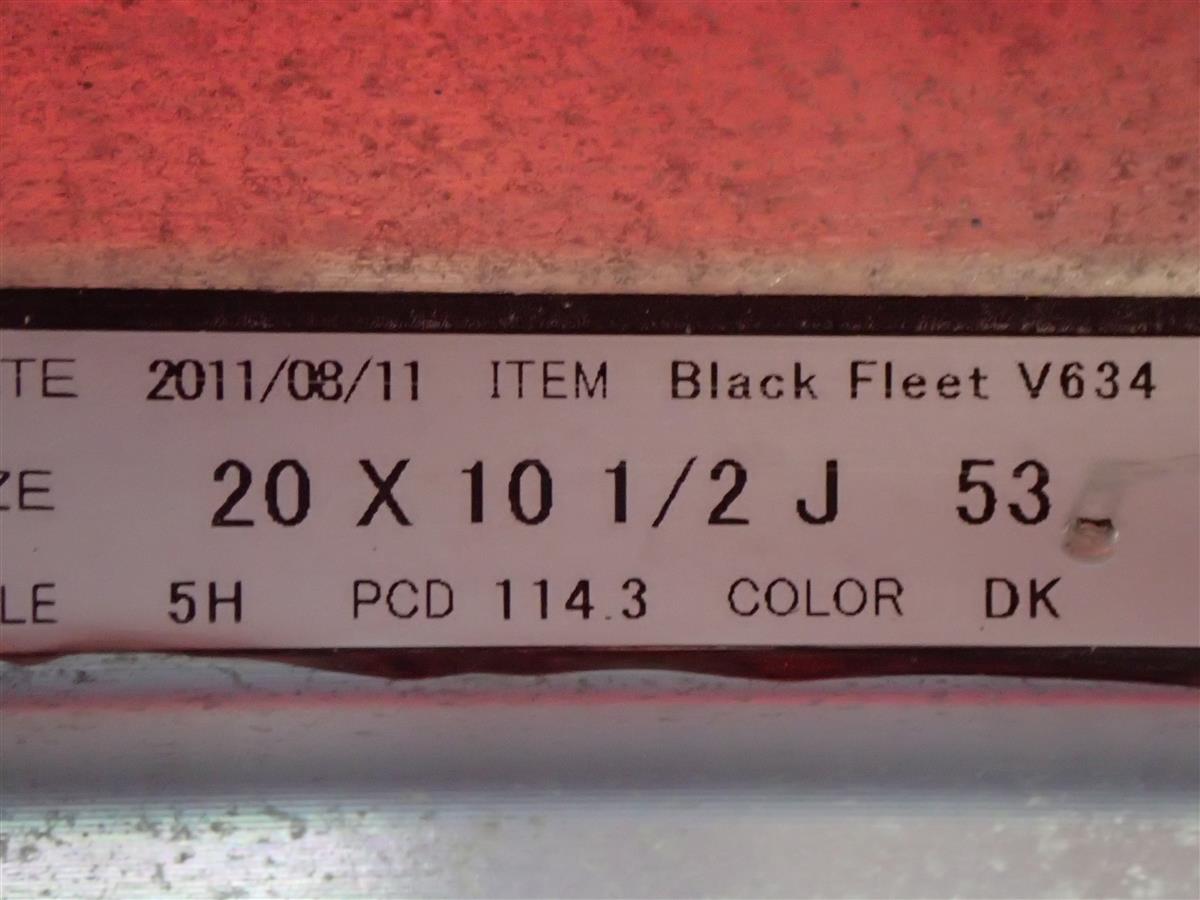 TE 2011/08/11 ITEM Black Fleet V634
ZE 20 X 10 1/2 J 53
LE 5H PCD 114.3 COLOR DK